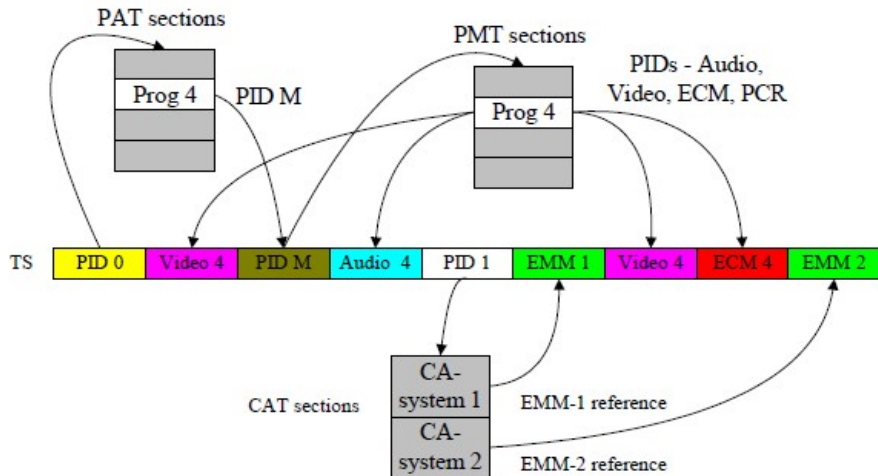 PAT sections
PMT sections
PIDs - Audio,
Video, ECM, PCR
Prog 4
PID M
Prog 4
TS
PID 0
Video 4
PID M
Audio 4
PID 1
EMM 1
Video 4
ECM 4
EMM 2
CAT sections
CA-
system 1
EMM-1 reference
CA-
system 2
EMM-2 reference